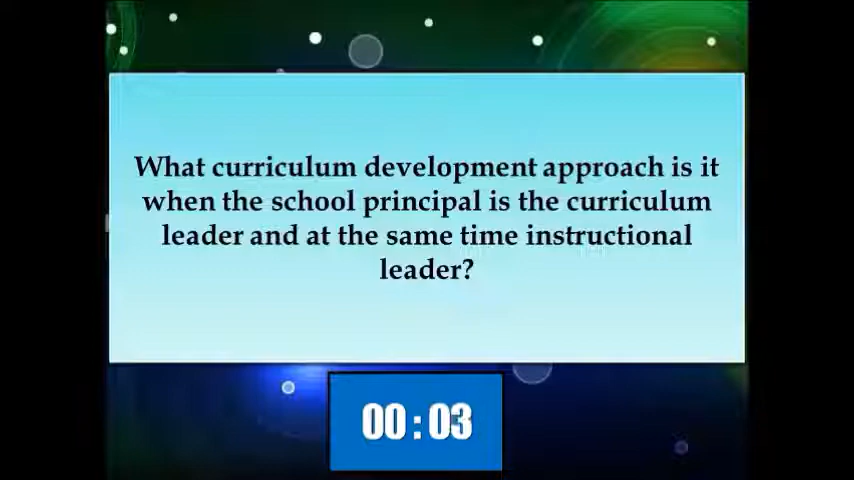 What curriculum development approach is it
when the school principal is the curriculum
leader and at the same time instructional
leader?
00:03